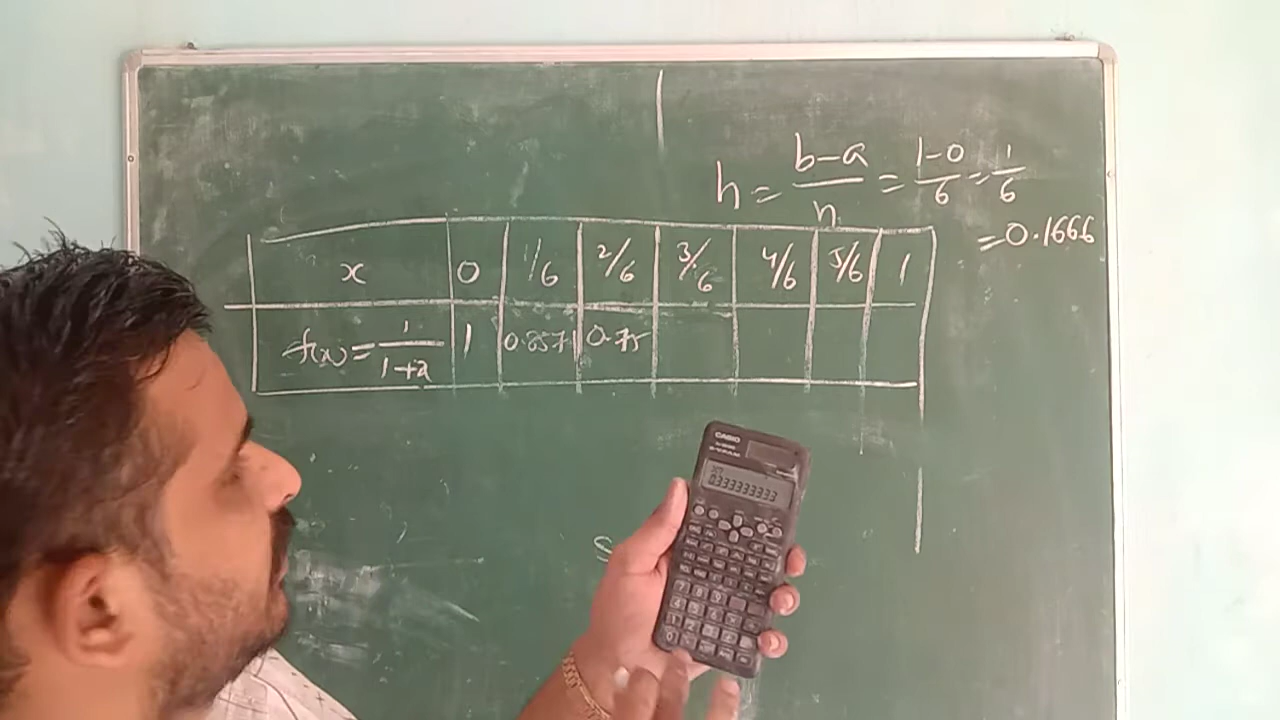 h = b-a/n = 1-0/6 = 1/6
= 0.1666
x 0 1/6 2/6 3/6 4/6 5/6 1
f(x) = 1/1+x 1 0.8571 0.75
CASIO
0.333333333
S